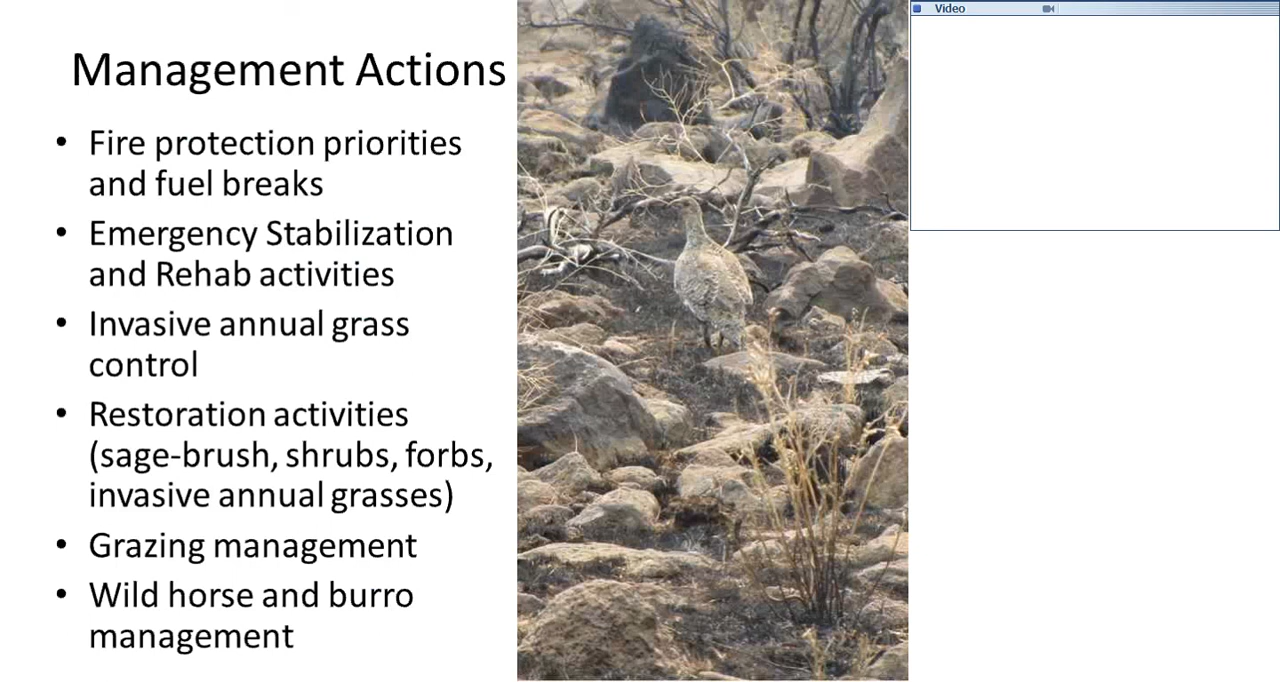 Management Actions
• Fire protection priorities
and fuel breaks
• Emergency Stabilization
and Rehab activities
• Invasive annual grass
control
• Restoration activities
(sage-brush, shrubs, forbs,
invasive annual grasses)
• Grazing management
• Wild horse and burro
management
Video